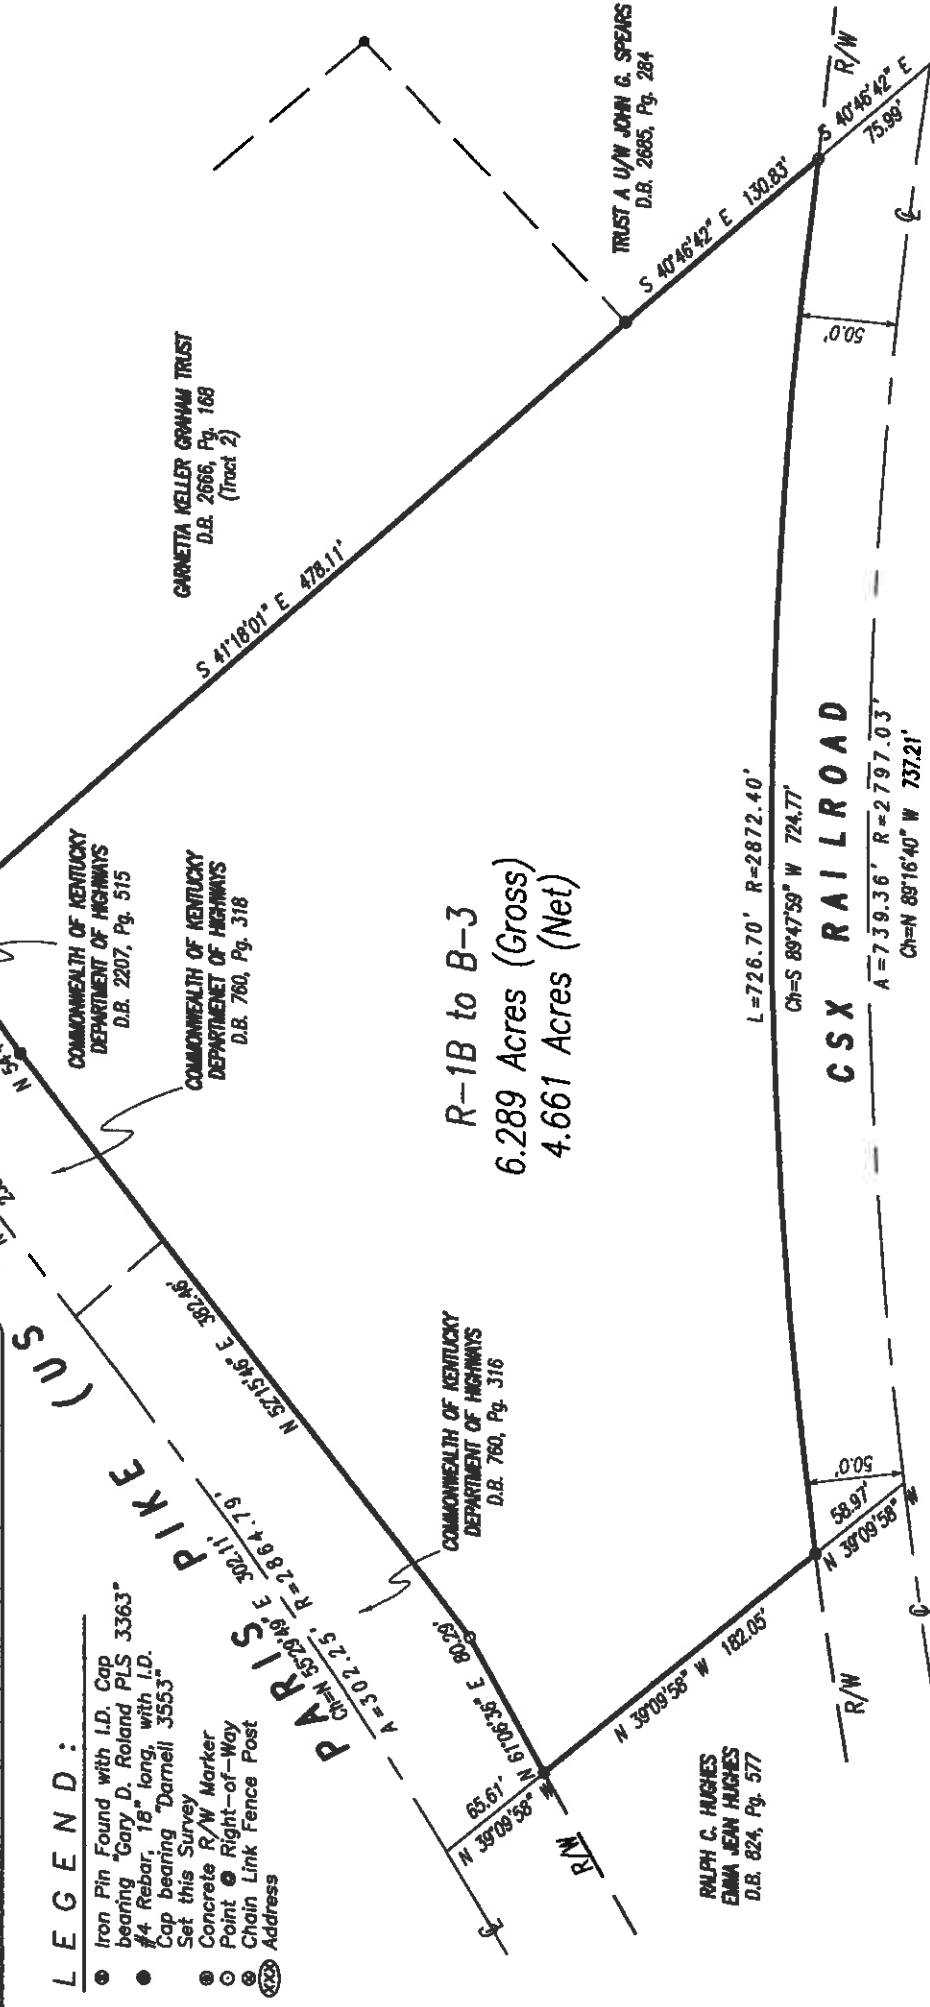 LEGEND:
Iron Pin Found with I.D. Cap
bearing "Gary D. Roland PLS 3363"
#4 Rebar, 18" long, with I.D.
Cap bearing "Darnell 3553"
Set this Survey
Concrete R/W Marker
Point @ Right-of-Way
Chain Link Fence Post
XXX Address
PARIS PIKE (US
Ch=N 55°29'49" E 302.11'
A=302.25' R=2864.79'
N 52°15'46" E 382.46'
COMMONWEALTH OF KENTUCKY
DEPARTMENT OF HIGHWAYS
D.B. 2207, Pg. 515
COMMONWEALTH OF KENTUCKY
DEPARTMENET OF HIGHWAYS
D.B. 760, Pg. 318
COMMONWEALTH OF KENTUCKY
DEPARTMENT OF HIGHWAYS
D.B. 760, Pg. 316
GARNETTA KELLER GRAHAM TRUST
D.B. 2666, Pg. 168
(Tract 2)
S 41°18'01" E 478.11'
TRUST A U/W JOHN G. SPEARS
D.B. 2685, Pg. 284
S 40°46'42" E 130.83'
S 40°46'42" E
75.99'
R/W
R-1B to B-3
6.289 Acres (Gross)
4.661 Acres (Net)
N 61°06'36" E 80.29'
65.61'
N 39°09'58" W
R/W
N 39°09'58" W 182.05'
58.97'
N 39°09'58" W
50.0'
50.0'
R/W
RALPH C. HUGHES
EMMA JEAN HUGHES
D.B. 824, Pg. 577
L=726.70' R=2872.40'
Ch=S 89°47'59" W 724.77'
CSX RAILROAD
A=739.36' R=2797.03'
Ch=N 89°16'40" W 737.21'